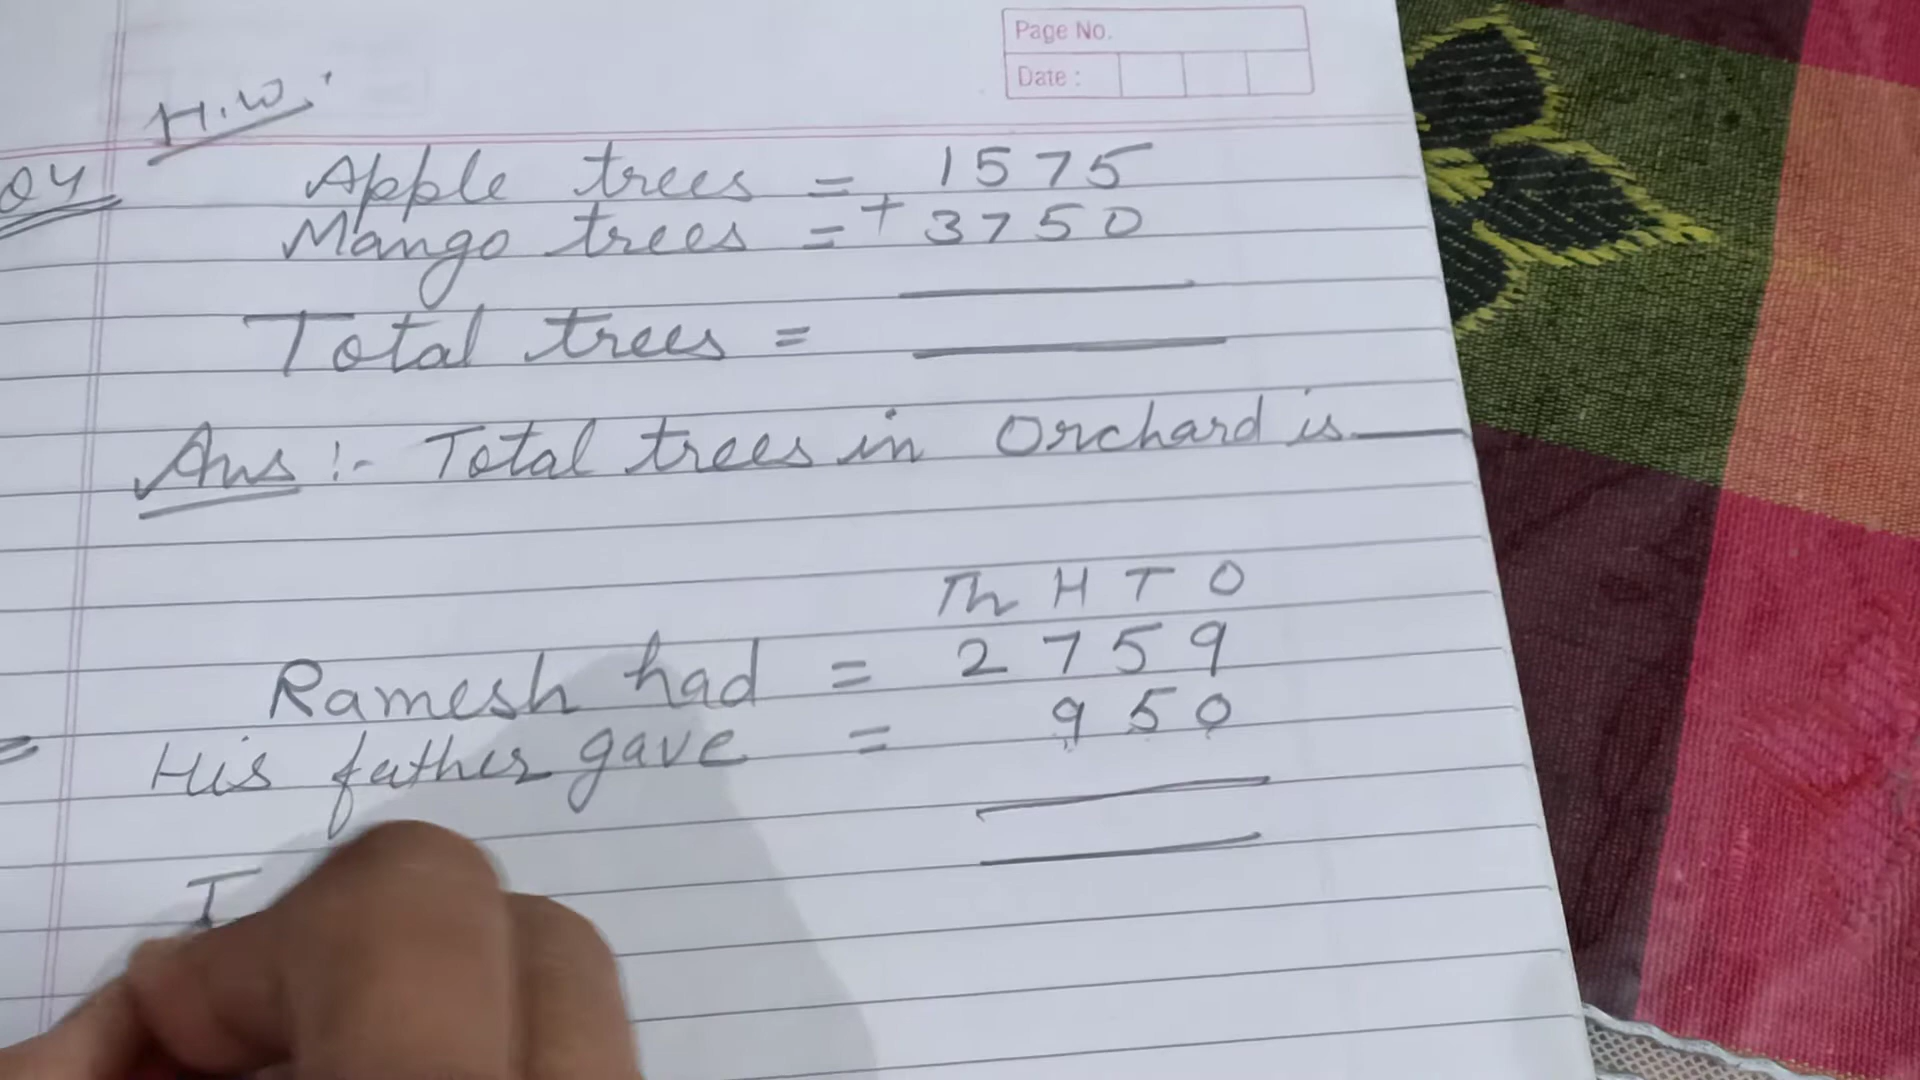 Page No.
Date :
H.W.
Q4
Apple trees = 1575
Mango trees = + 3750
Total trees =
Ans :- Total trees in Orchard is
Th H T O
Ramesh had = 2759
His father gave = 950
T